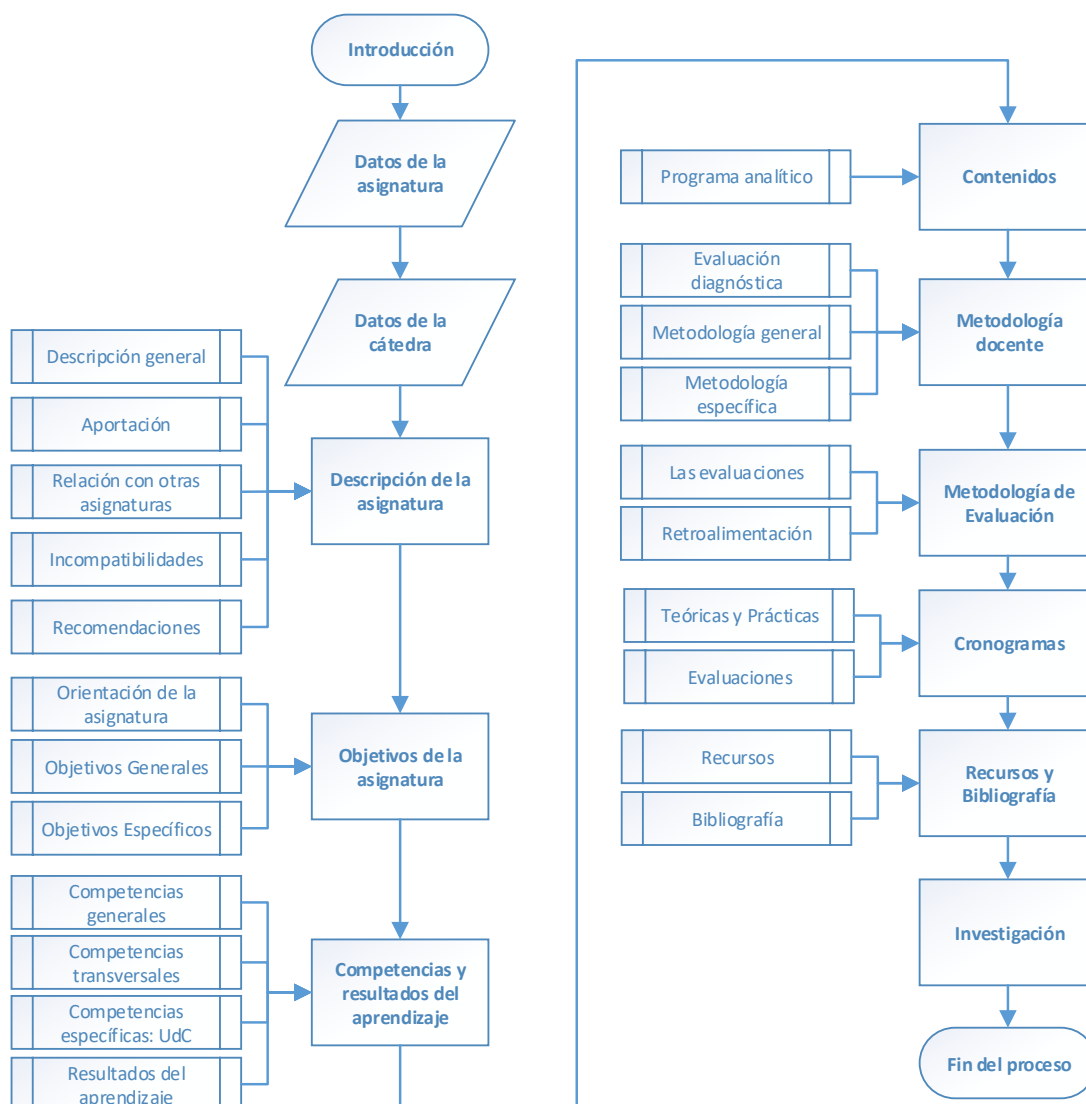 Introducción
Datos de la
asignatura
Datos de la
cátedra
Descripción general
Aportación
Relación con otras
asignaturas
Incompatibilidades
Recomendaciones
Descripción de la
asignatura
Orientación de la
asignatura
Objetivos Generales
Objetivos Específicos
Objetivos de la
asignatura
Competencias
generales
Competencias
transversales
Competencias
específicas: UdC
Resultados del
aprendizaje
Competencias y
resultados del
aprendizaje
Programa analítico
Contenidos
Evaluación
diagnóstica
Metodología general
Metodología
específica
Metodología
docente
Las evaluaciones
Retroalimentación
Metodología de
Evaluación
Teóricas y Prácticas
Evaluaciones
Cronogramas
Recursos
Bibliografía
Recursos y
Bibliografía
Investigación
Fin del proceso